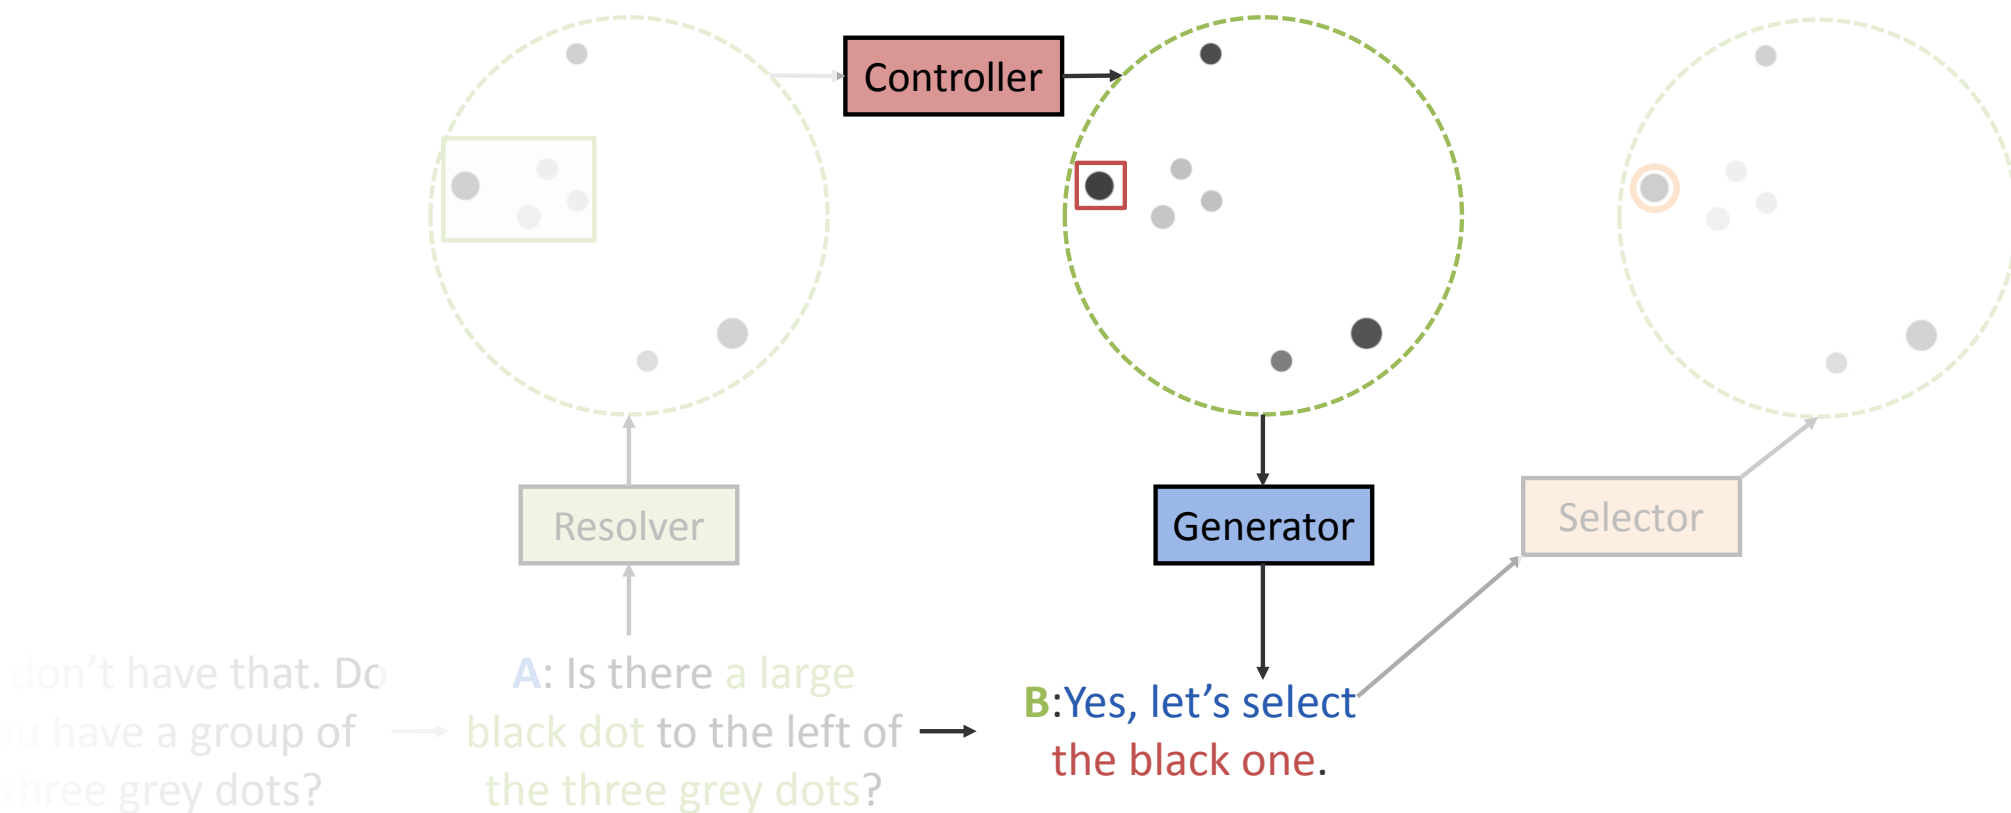 Controller
Resolver
Generator
Selector
don't have that. Do
ou have a group of
three grey dots?
A: Is there a large
black dot to the left of
the three grey dots?
B:Yes, let's select
the black one.